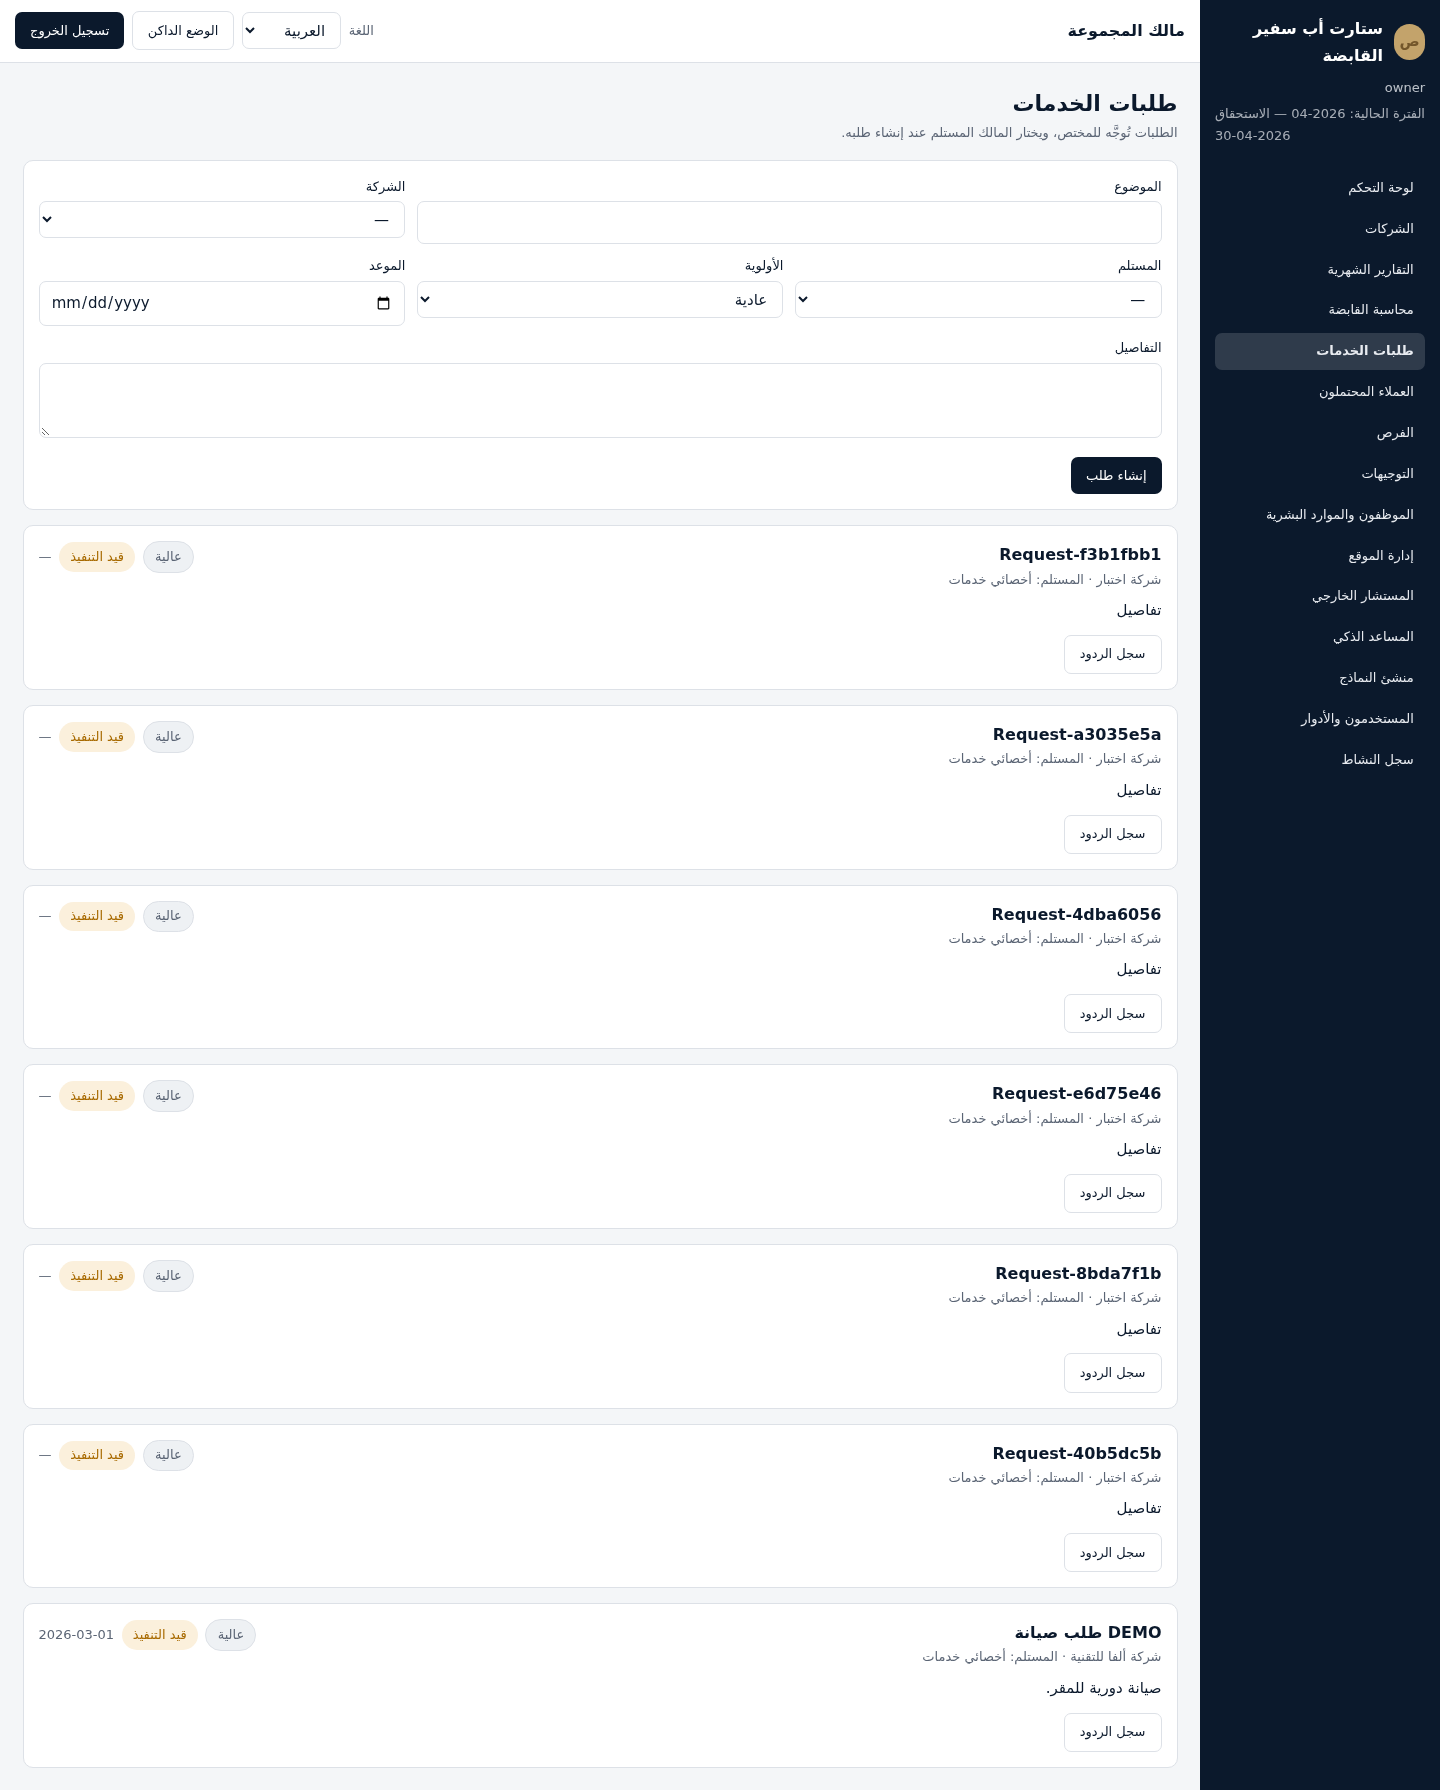 ص
ستارت أب سفير
القابضة
owner
الفترة الحالية: 2026-04 — الاستحقاق
2026-04-30
لوحة التحكم
الشركات
التقارير الشهرية
محاسبة القابضة
طلبات الخدمات
العملاء المحتملون
الفرص
التوجيهات
الموظفون والموارد البشرية
إدارة الموقع
المستشار الخارجي
المساعد الذكي
منشئ النماذج
المستخدمون والأدوار
سجل النشاط
مالك المجموعة
اللغة العربية الوضع الداكن تسجيل الخروج
طلبات الخدمات
الطلبات تُوجَّه للمختص، ويختار المالك المستلم عند إنشاء طلبه.
الموضوع الشركة
—
المستلم الأولوية الموعد
— عادية mm/dd/yyyy
التفاصيل
إنشاء طلب
Request-f3b1fbb1 عالية قيد التنفيذ —
شركة اختبار · المستلم: أخصائي خدمات
تفاصيل
سجل الردود
Request-a3035e5a عالية قيد التنفيذ —
شركة اختبار · المستلم: أخصائي خدمات
تفاصيل
سجل الردود
Request-4dba6056 عالية قيد التنفيذ —
شركة اختبار · المستلم: أخصائي خدمات
تفاصيل
سجل الردود
Request-e6d75e46 عالية قيد التنفيذ —
شركة اختبار · المستلم: أخصائي خدمات
تفاصيل
سجل الردود
Request-8bda7f1b عالية قيد التنفيذ —
شركة اختبار · المستلم: أخصائي خدمات
تفاصيل
سجل الردود
Request-40b5dc5b عالية قيد التنفيذ —
شركة اختبار · المستلم: أخصائي خدمات
تفاصيل
سجل الردود
DEMO طلب صيانة عالية قيد التنفيذ 2026-03-01
شركة ألفا للتقنية · المستلم: أخصائي خدمات
صيانة دورية للمقر.
سجل الردود